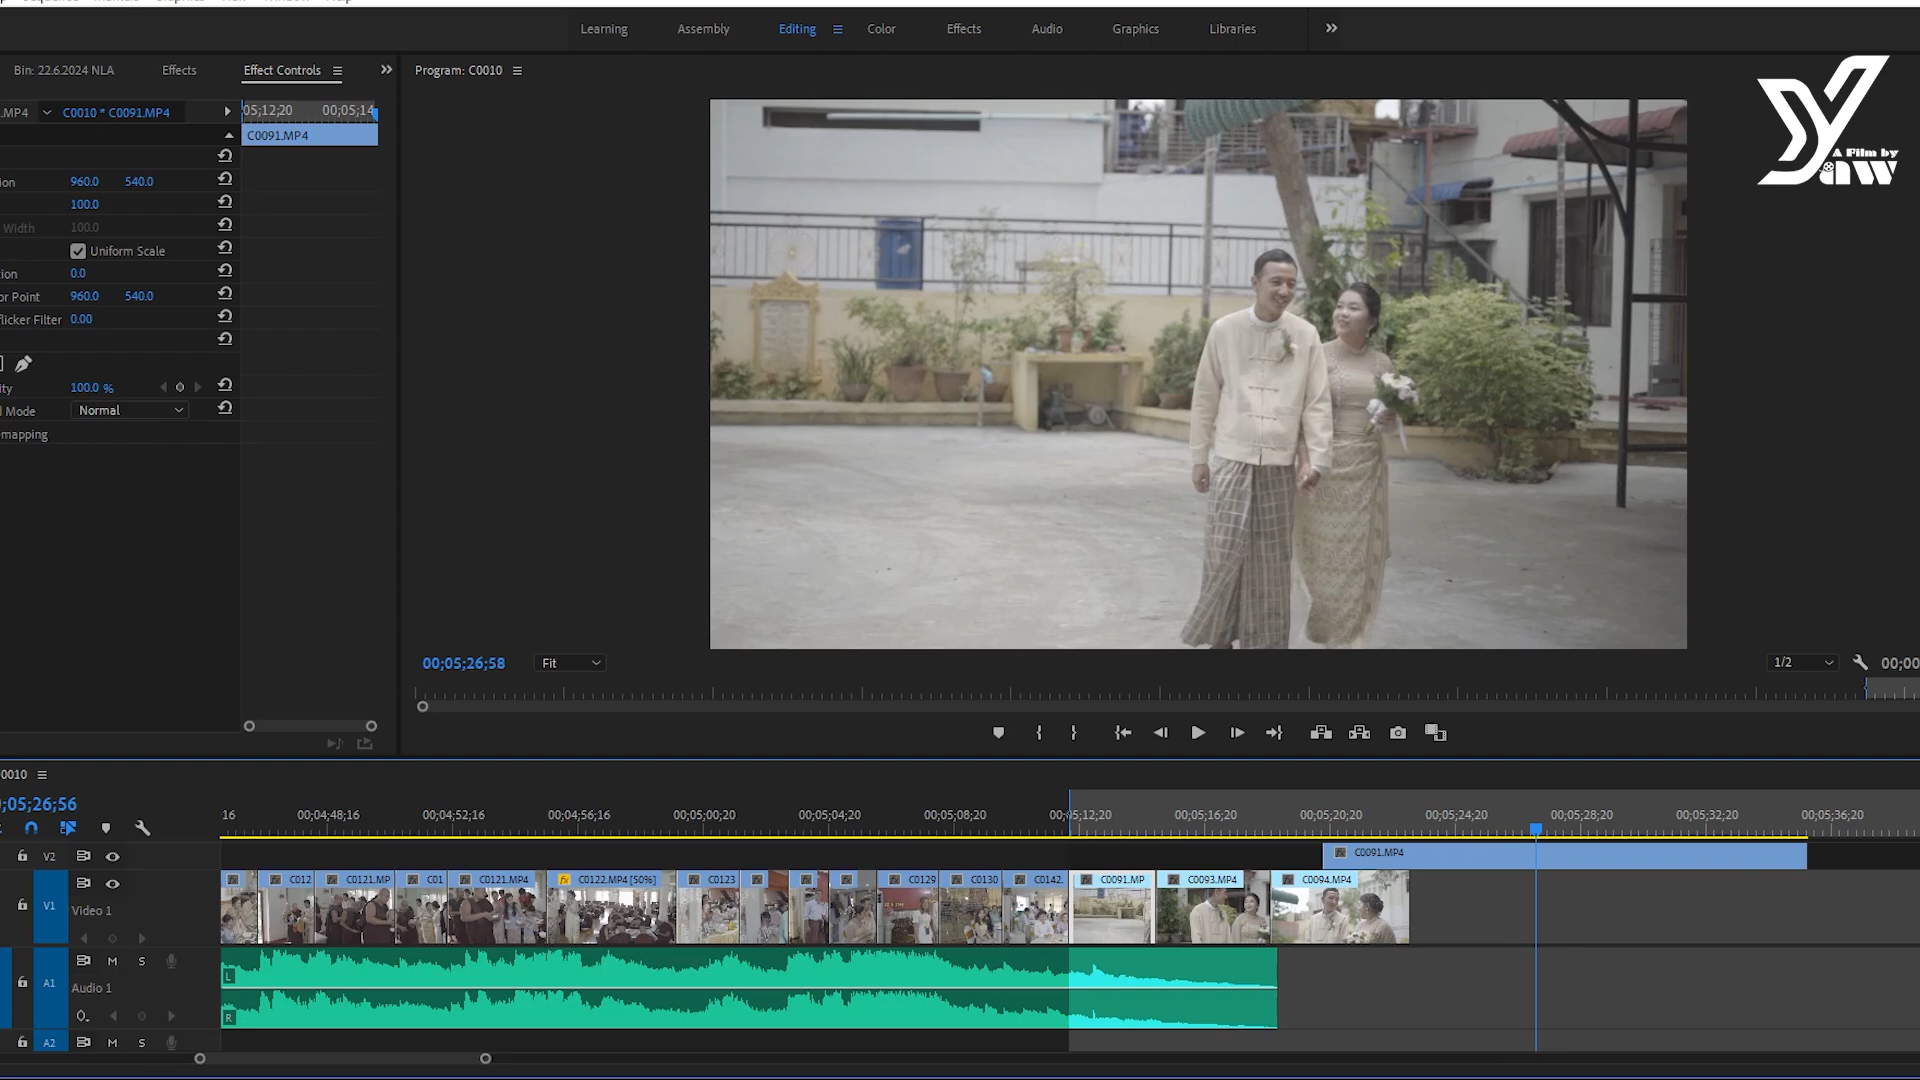 Learning Assembly Editing Color Effects Audio Graphics Libraries
Bin: 22.6.2024 NLA Effects Effect Controls
Program: C0010
.MP4 C0010 * C0091.MP4
05;12;20 00;05;14
C0091.MP4
ion 960.0 540.0
100.0
Width 100.0
Uniform Scale
ion 0.0
or Point 960.0 540.0
licker Filter 0.00
ity 100.0 %
d Mode Normal
mapping
A Film by
aw
00;05;26;58 Fit 1/2 00;00
0010
;05;26;56
16 00;04;48;16 00;04;52;16 00;04;56;16 00;05;00;20 00;05;04;20 00;05;08;20 00;05;12;20 00;05;16;20 00;05;20;20 00;05;24;20 00;05;28;20 00;05;32;20 00;05;36;20
V2 C0091.MP4
C012 C0121.MP C01 C0121.MP4 C0122.MP4 [50%] C0123 C0129 C0130 C0142. C0091.MP C0093.MP4 C0094.MP4
V1 Video 1
M S L
A1 Audio 1
R
A2 M S